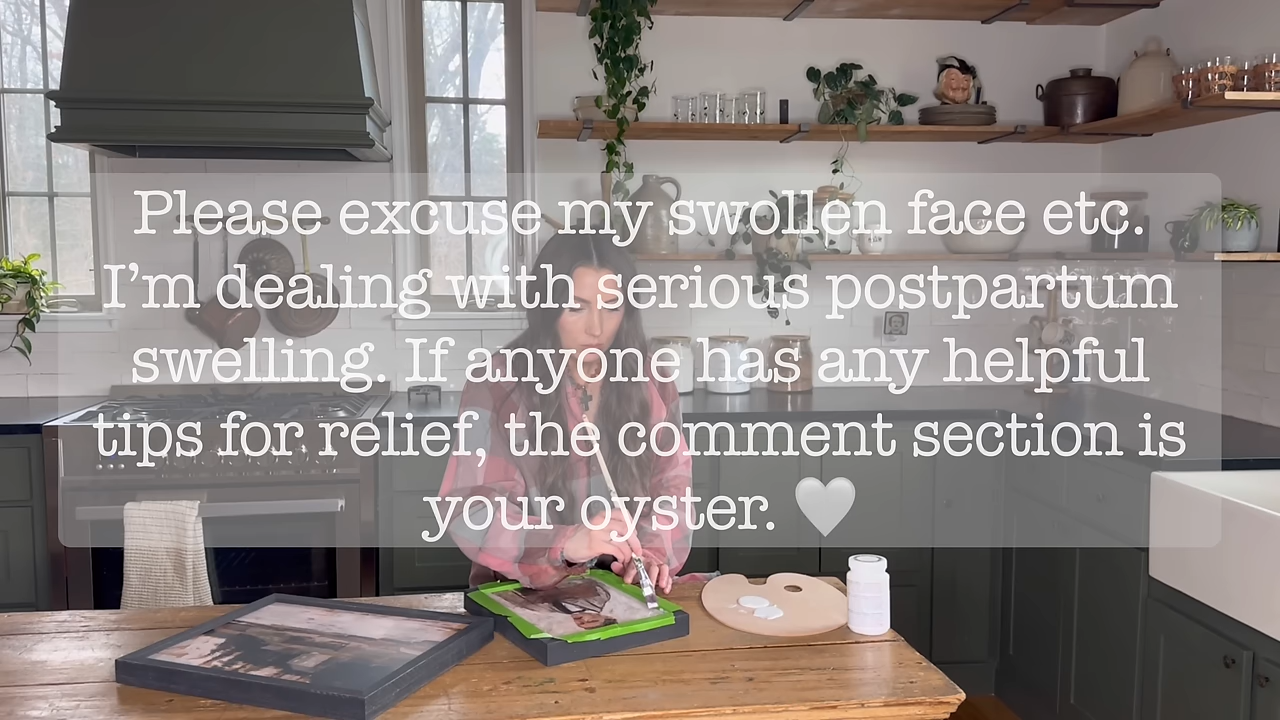 Please excuse my swollen face etc.
I’m dealing with serious postpartum
swelling. If anyone has any helpful
tips for relief, the comment section is
your oyster. 🤍